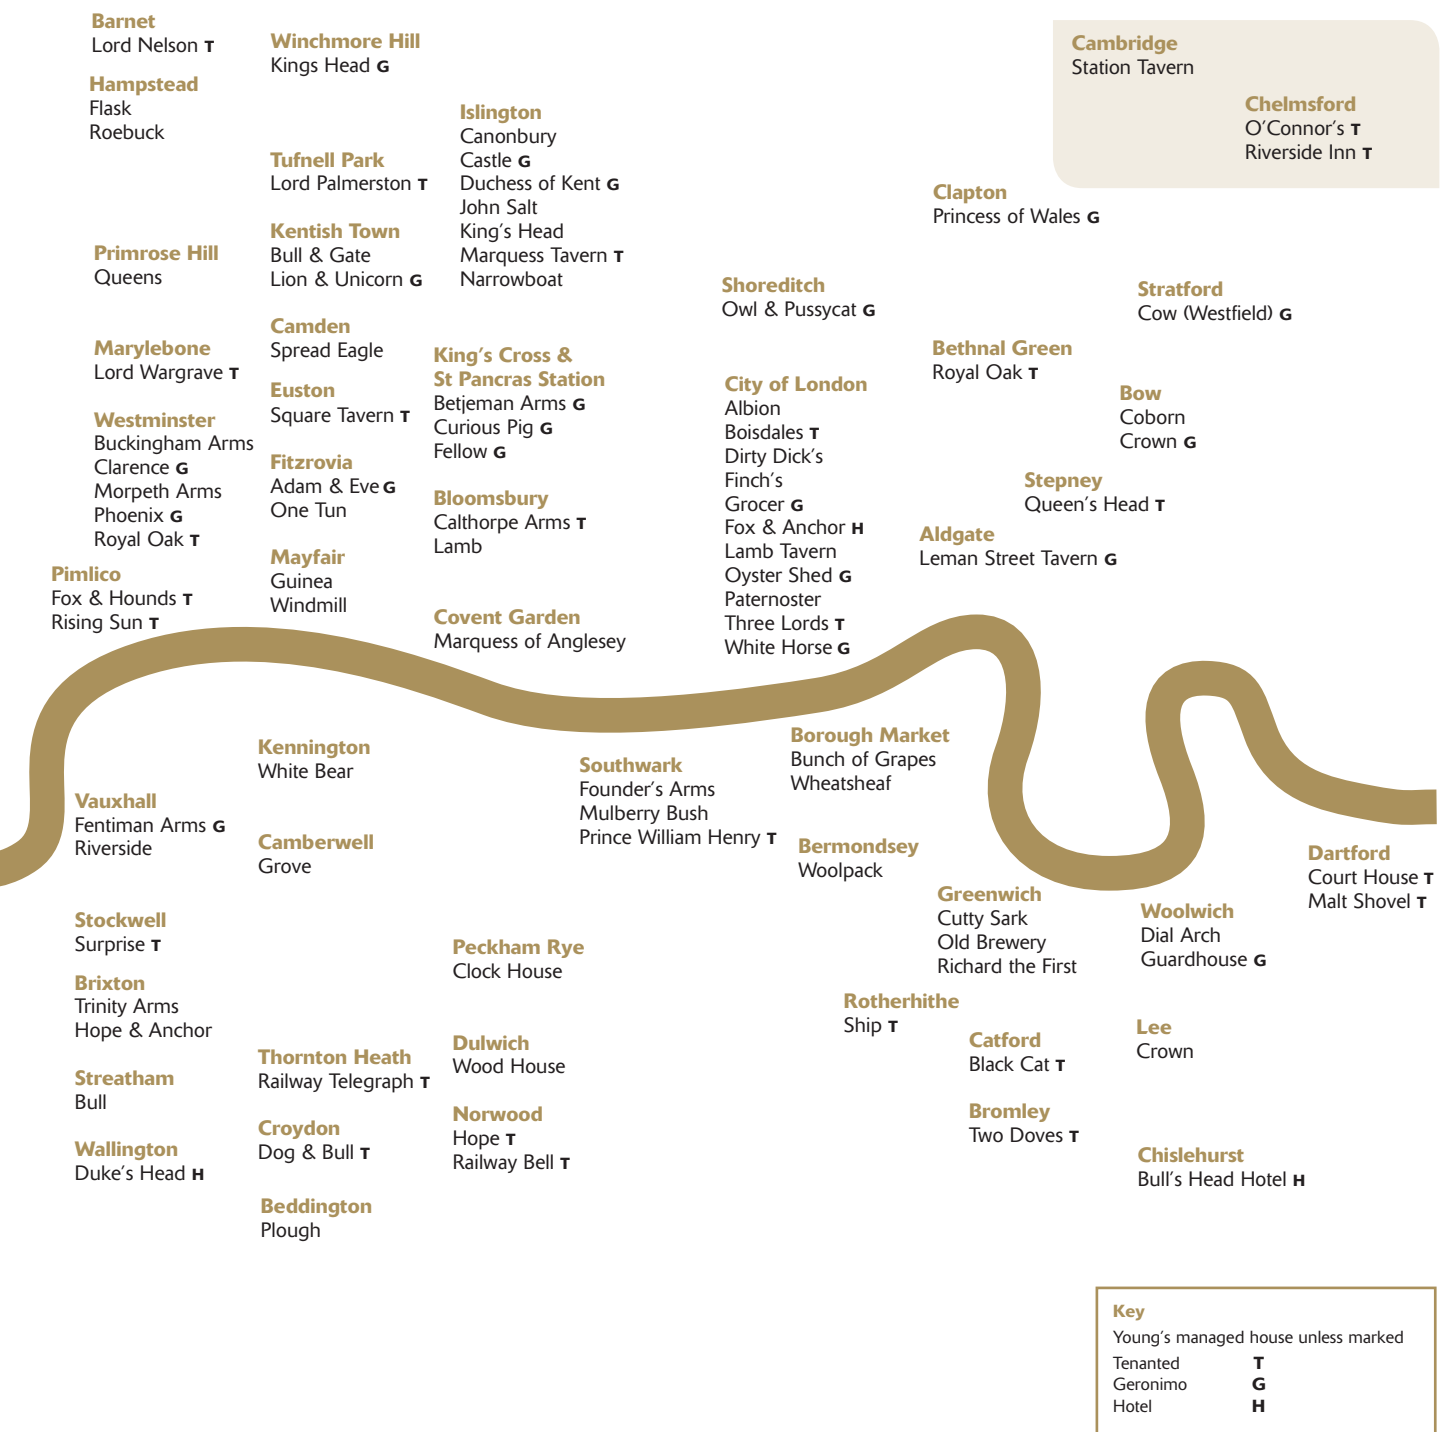 Barnet
Lord Nelson T
Hampstead
Flask
Roebuck
Winchmore Hill
Kings Head G
Tufnell Park
Lord Palmerston T
Kentish Town
Bull & Gate
Lion & Unicorn G
Islington
Canonbury
Castle G
Duchess of Kent G
John Salt
King's Head
Marquess Tavern T
Narrowboat
Cambridge
Station Tavern
Chelmsford
O'Connor's T
Riverside Inn T
Clapton
Princess of Wales G
Primrose Hill
Queens
Shoreditch
Owl & Pussycat G
Stratford
Cow (Westfield) G
Marylebone
Lord Wargrave T
Westminster
Buckingham Arms
Clarence G
Morpeth Arms
Phoenix G
Royal Oak T
Pimlico
Fox & Hounds T
Rising Sun T
Camden
Spread Eagle
Euston
Square Tavern T
Fitzrovia
Adam & Eve G
One Tun
Mayfair
Guinea
Windmill
King's Cross &
St Pancras Station
Betjeman Arms G
Curious Pig G
Fellow G
Bloomsbury
Calthorpe Arms T
Lamb
Covent Garden
Marquess of Anglesey
City of London
Albion
Boisdales T
Dirty Dick's
Finch's
Grocer G
Fox & Anchor H
Lamb Tavern
Oyster Shed G
Paternoster
Three Lords T
White Horse G
Bethnal Green
Royal Oak T
Bow
Coborn
Crown G
Stepney
Queen's Head T
Aldgate
Leman Street Tavern G
Kennington
White Bear
Vauxhall
Fentiman Arms G
Riverside
Camberwell
Grove
Southwark
Founder's Arms
Mulberry Bush
Prince William Henry T
Borough Market
Bunch of Grapes
Wheatsheaf
Bermondsey
Woolpack
Greenwich
Cutty Sark
Old Brewery
Richard the First
Woolwich
Dial Arch
Guardhouse G
Dartford
Court House T
Malt Shovel T
Stockwell
Surprise T
Brixton
Trinity Arms
Hope & Anchor
Streatham
Bull
Wallington
Duke's Head H
Thornton Heath
Railway Telegraph T
Croydon
Dog & Bull T
Beddington
Plough
Peckham Rye
Clock House
Dulwich
Wood House
Norwood
Hope T
Railway Bell T
Rotherhithe
Ship T
Catford
Black Cat T
Bromley
Two Doves T
Lee
Crown
Chislehurst
Bull's Head Hotel H
Key
Young's managed house unless marked
Tenanted T
Geronimo G
Hotel H